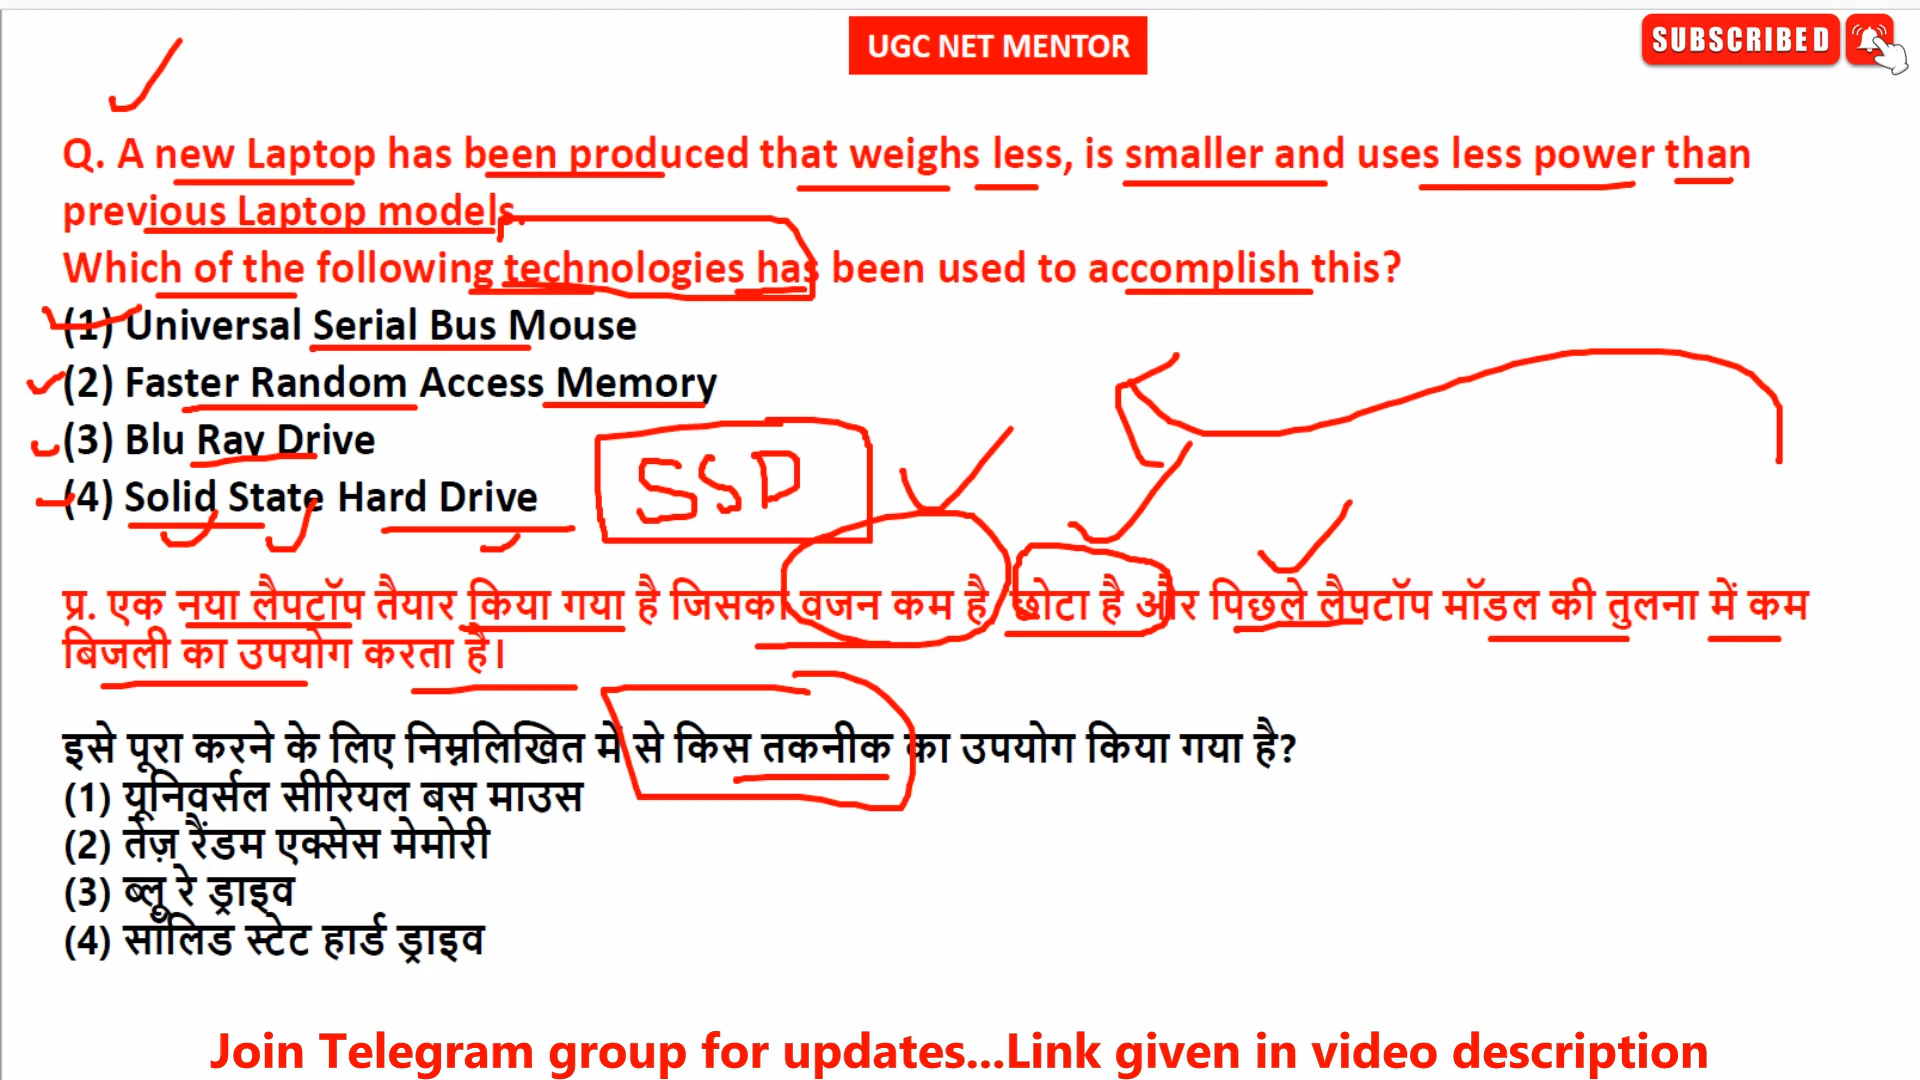 UGC NET MENTOR
SUBSCRIBED
Q. A new Laptop has been produced that weighs less, is smaller and uses less power than
previous Laptop models.
Which of the following technologies has been used to accomplish this?
(1) Universal Serial Bus Mouse
(2) Faster Random Access Memory
(3) Blu Ray Drive
(4) Solid State Hard Drive
SSD
प्र. एक नया लैपटॉप तैयार किया गया है जिसका वजन कम है, छोटा है और पिछले लैपटॉप मॉडल की तुलना में कम
बिजली का उपयोग करता है।
इसे पूरा करने के लिए निम्नलिखित में से किस तकनीक का उपयोग किया गया है?
(1) यूनिवर्सल सीरियल बस माउस
(2) तेज़ रैंडम एक्सेस मेमोरी
(3) ब्लू रे ड्राइव
(4) सॉलिड स्टेट हार्ड ड्राइव
Join Telegram group for updates...Link given in video description